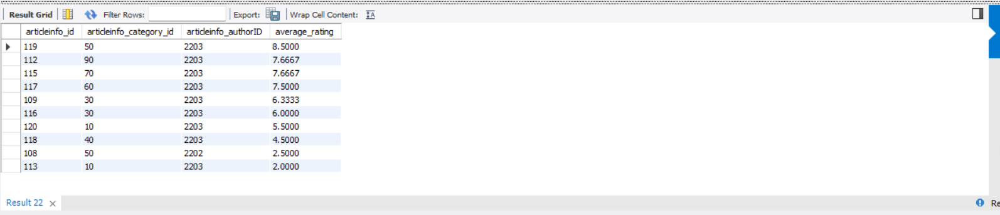 Result Grid Filter Rows: Export: Wrap Cell Content: IA
articleinfo_id articleinfo_category_id articleinfo_authorID average_rating
119 50 2203 8.5000
112 90 2203 7.6667
115 70 2203 7.6667
117 60 2203 7.5000
109 30 2203 6.3333
116 30 2203 6.0000
120 10 2203 5.5000
118 40 2203 4.5000
108 50 2202 2.5000
113 10 2203 2.0000
Result 22 × Re